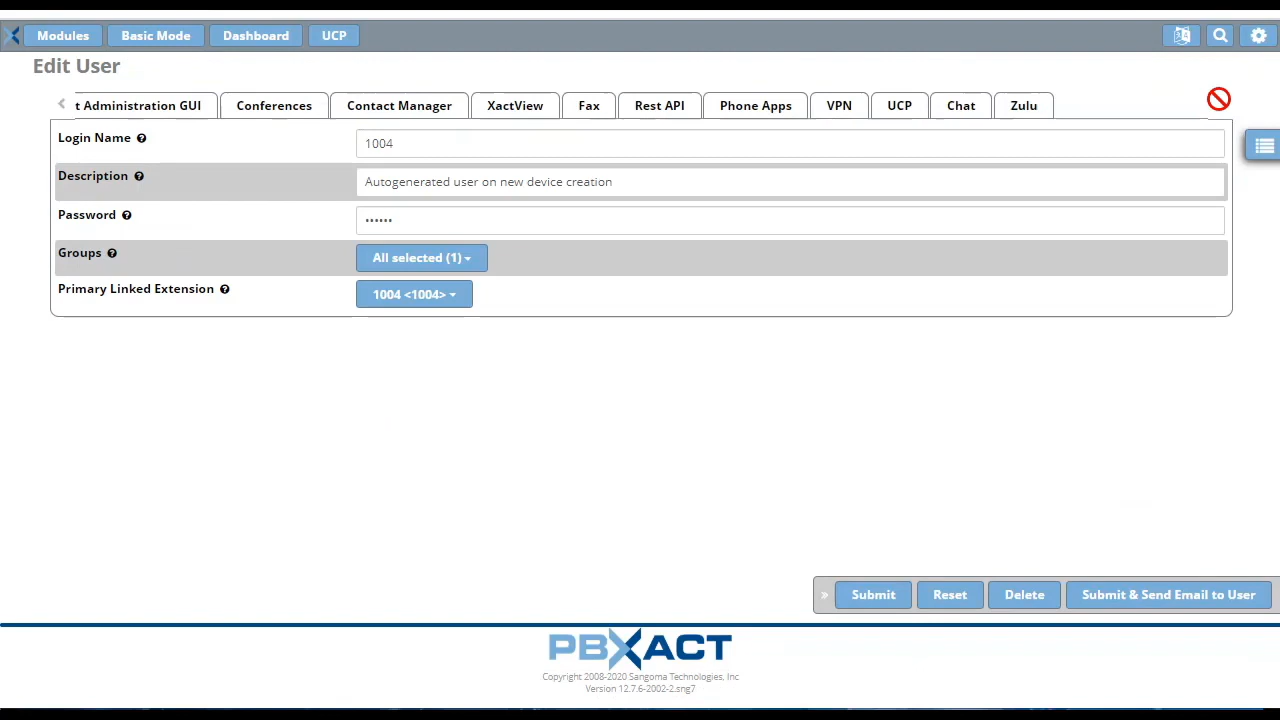 Modules Basic Mode Dashboard UCP
Edit User
t Administration GUI Conferences Contact Manager XactView Fax Rest API Phone Apps VPN UCP Chat Zulu
Login Name 1004
Description Autogenerated user on new device creation
Password ••••••
Groups All selected (1)
Primary Linked Extension 1004 <1004>
» Submit Reset Delete Submit & Send Email to User
PBXACT
Copyright 2008-2020 Sangoma Technologies, Inc
Version 12.7.6-2002-2.sng7